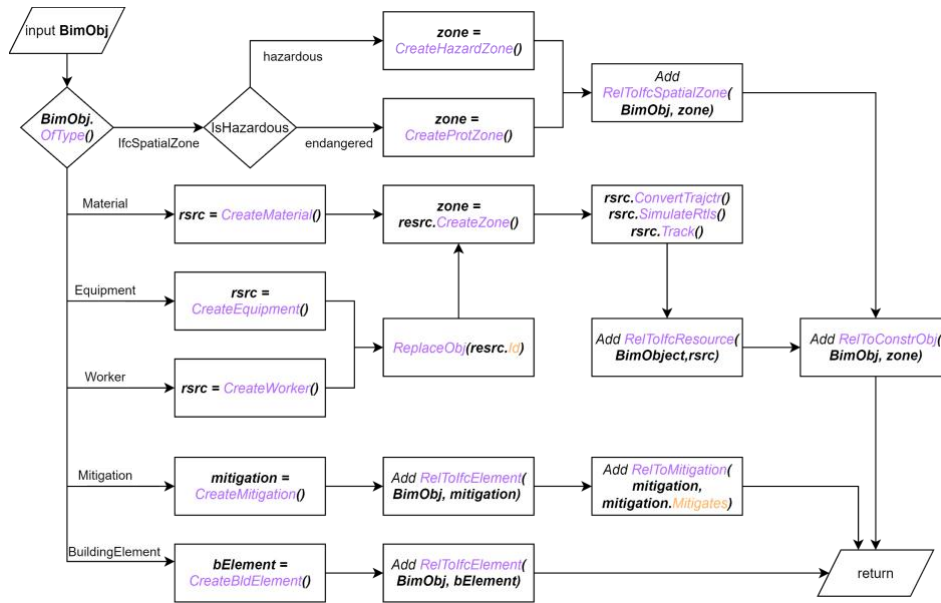 input BimObj
zone =
CreateHazardZone()
hazardous
Add
RelToIfcSpatialZone(
BimObj, zone)
BimObj.
OfType()
IsHazardous
IfcSpatialZone
endangered
zone =
CreateProtZone()
Material
rsrc = CreateMaterial()
zone =
resrc.CreateZone()
rsrc.ConvertTrajctr()
rsrc.SimulateRtls()
rsrc.Track()
Equipment
rsrc =
CreateEquipment()
ReplaceObj(resrc.Id)
Add RelToIfcResource(
BimObject,rsrc)
Add RelToConstrObj(
BimObj, zone)
Worker
rsrc = CreateWorker()
Mitigation
mitigation =
CreateMitigation()
Add RelToIfcElement(
BimObj, mitigation)
Add RelToMitigation(
mitigation,
mitigation.Mitigates)
BuildingElement
bElement =
CreateBldElement()
Add RelToIfcElement(
BimObj, bElement)
return